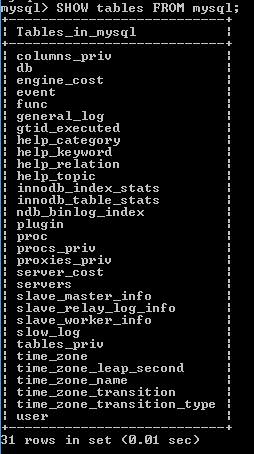 mysql> SHOW tables FROM mysql;
+---------------------------+
| Tables_in_mysql           |
+---------------------------+
| columns_priv              |
| db                        |
| engine_cost               |
| event                     |
| func                      |
| general_log               |
| gtid_executed             |
| help_category             |
| help_keyword              |
| help_relation             |
| help_topic                |
| innodb_index_stats        |
| innodb_table_stats        |
| ndb_binlog_index          |
| plugin                    |
| proc                      |
| procs_priv                |
| proxies_priv              |
| server_cost               |
| servers                   |
| slave_master_info         |
| slave_relay_log_info      |
| slave_worker_info         |
| slow_log                  |
| tables_priv               |
| time_zone                 |
| time_zone_leap_second     |
| time_zone_name            |
| time_zone_transition      |
| time_zone_transition_type |
| user                      |
+---------------------------+
31 rows in set (0.01 sec)